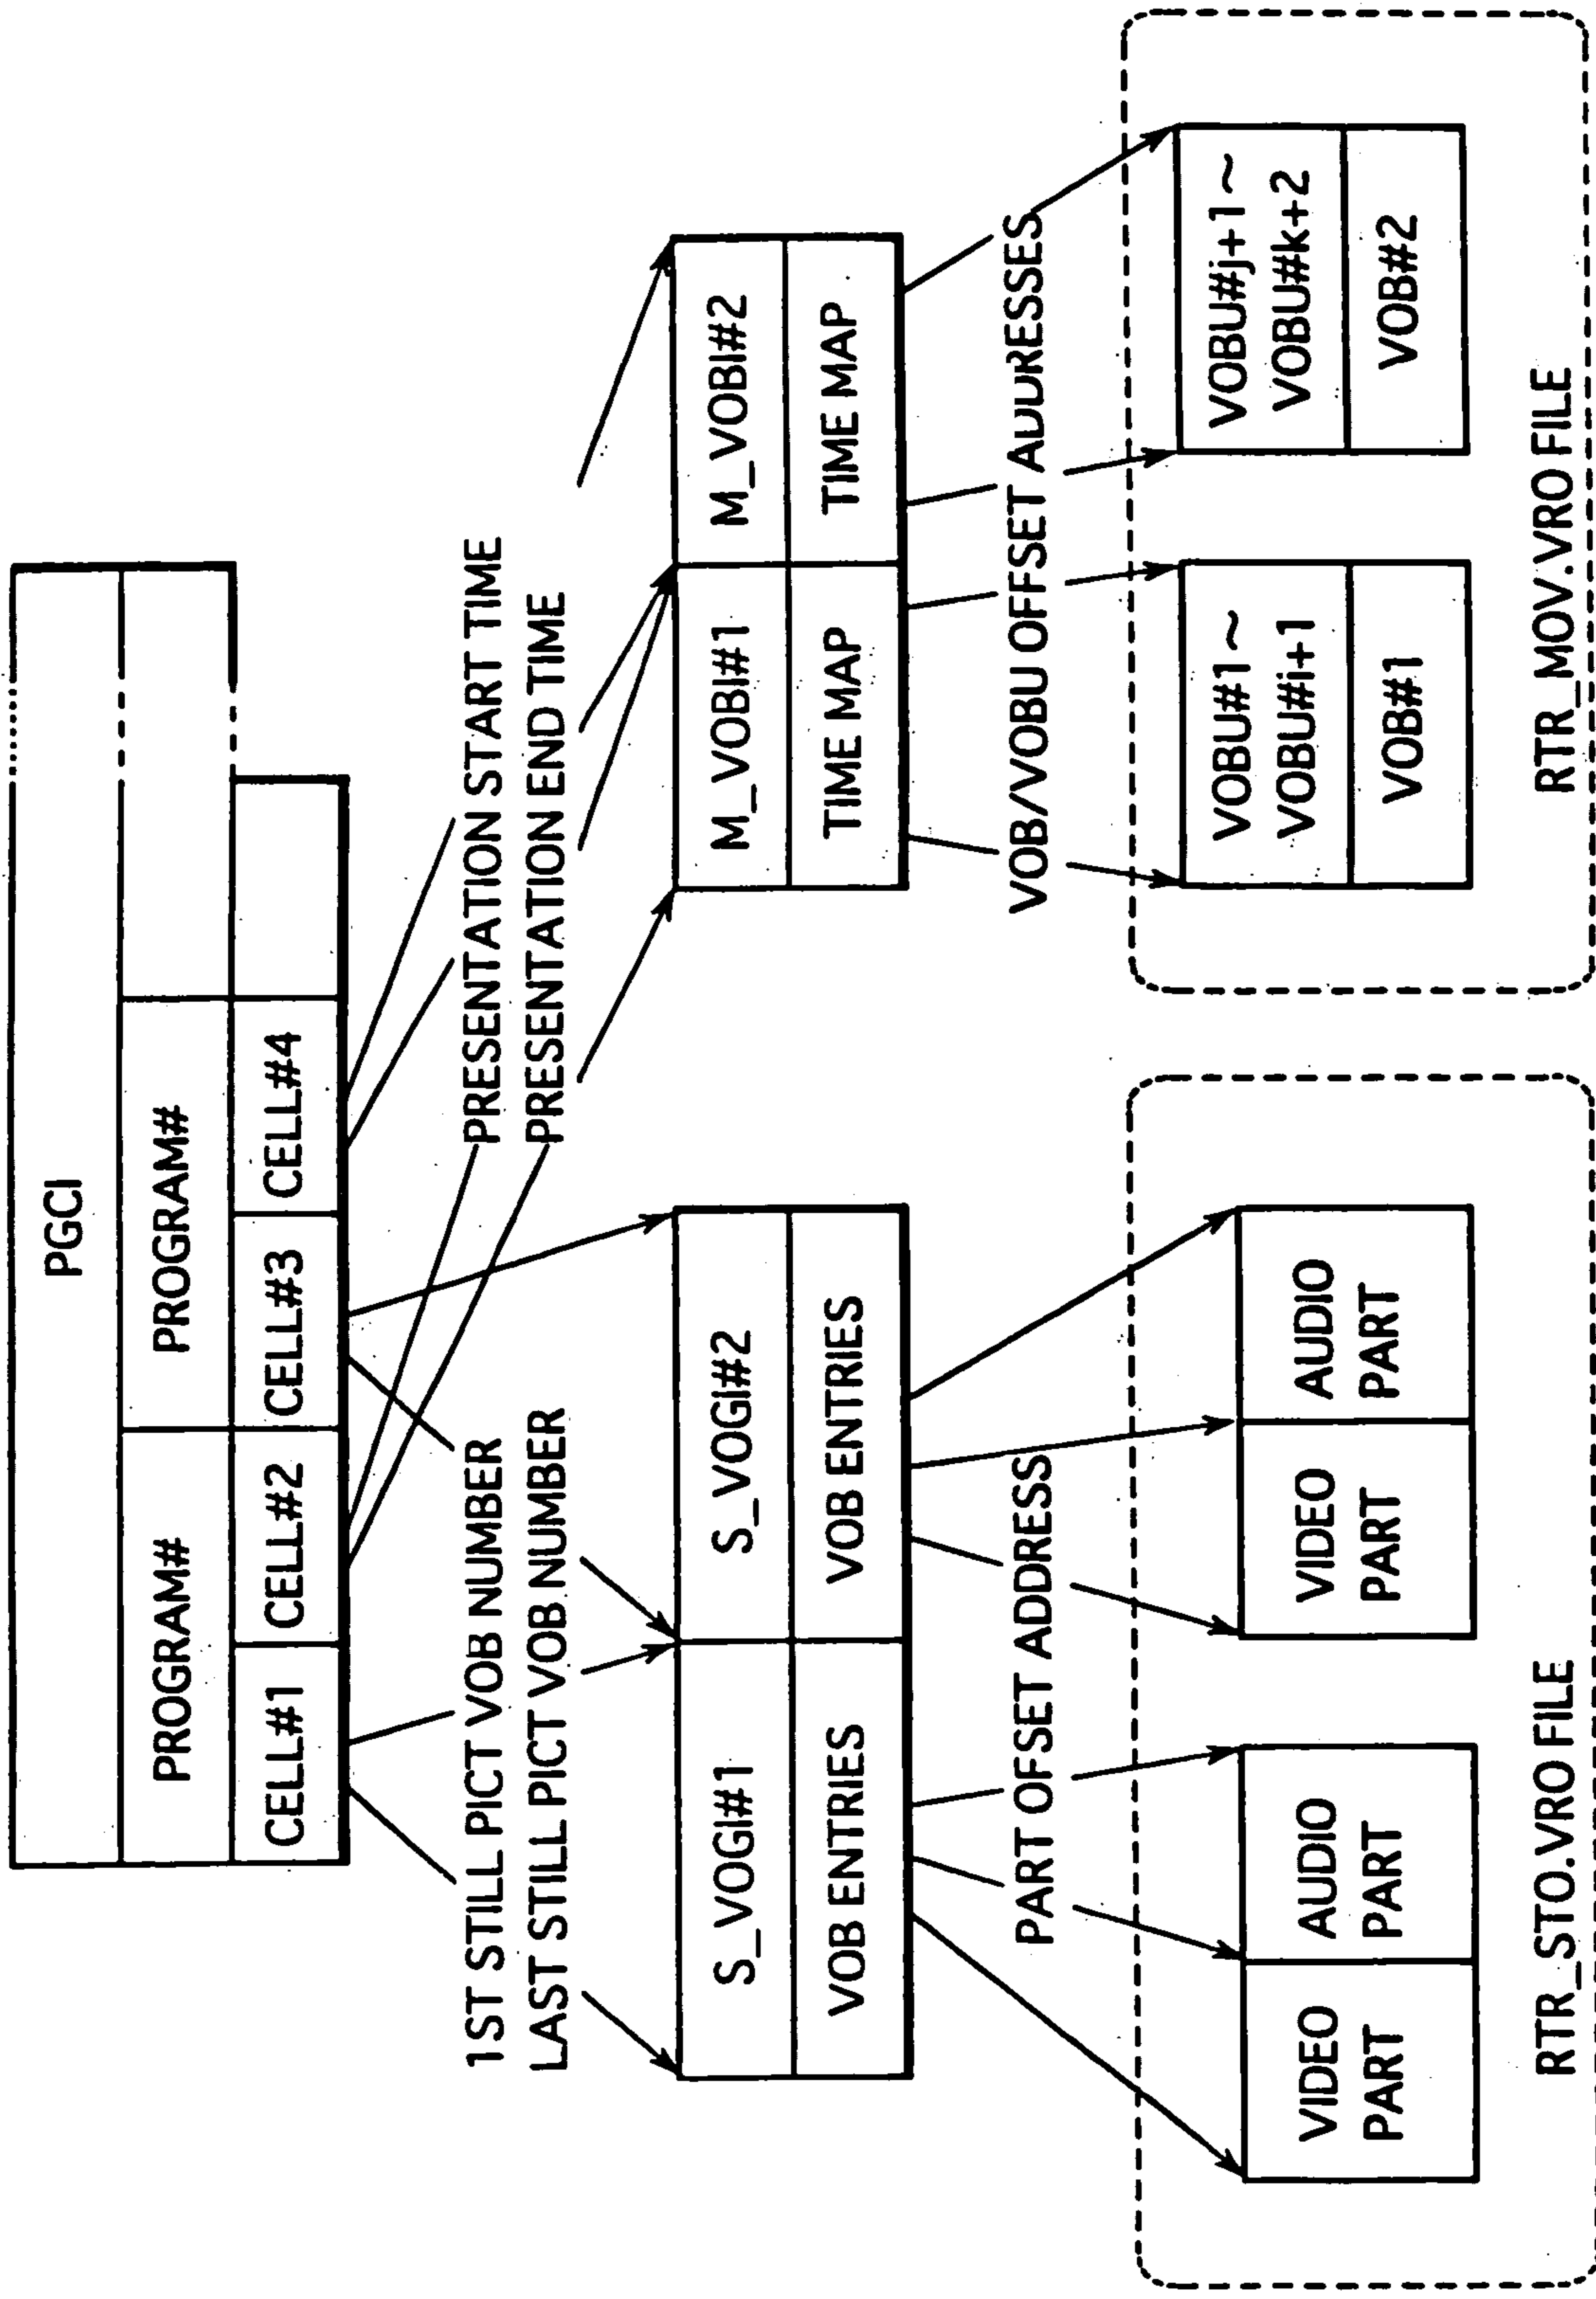 PGCI
PROGRAM#
PROGRAM#
CELL#1
CELL#2
CELL#3
CELL#4
1ST STILL PICT VOB NUMBER
LAST STILL PICT VOB NUMBER
PRESENTATION START TIME
PRESENTATION END TIME
S_VOGI#1
S_VOGI#2
M_VOBI#1
M_VOBI#2
VOB ENTRIES
VOB ENTRIES
TIME MAP
TIME MAP
PART OFFSET ADDRESS
VOB/VOBU OFFSET ADDRESSES
VIDEO
PART
AUDIO
PART
VIDEO
PART
AUDIO
PART
VOBU#1~
VOBU#i+1
VOB#1
VOBU#j+1~
VOBU#k+2
VOB#2
RTR_STO.VRO FILE
RTR_MOV.VRO FILE